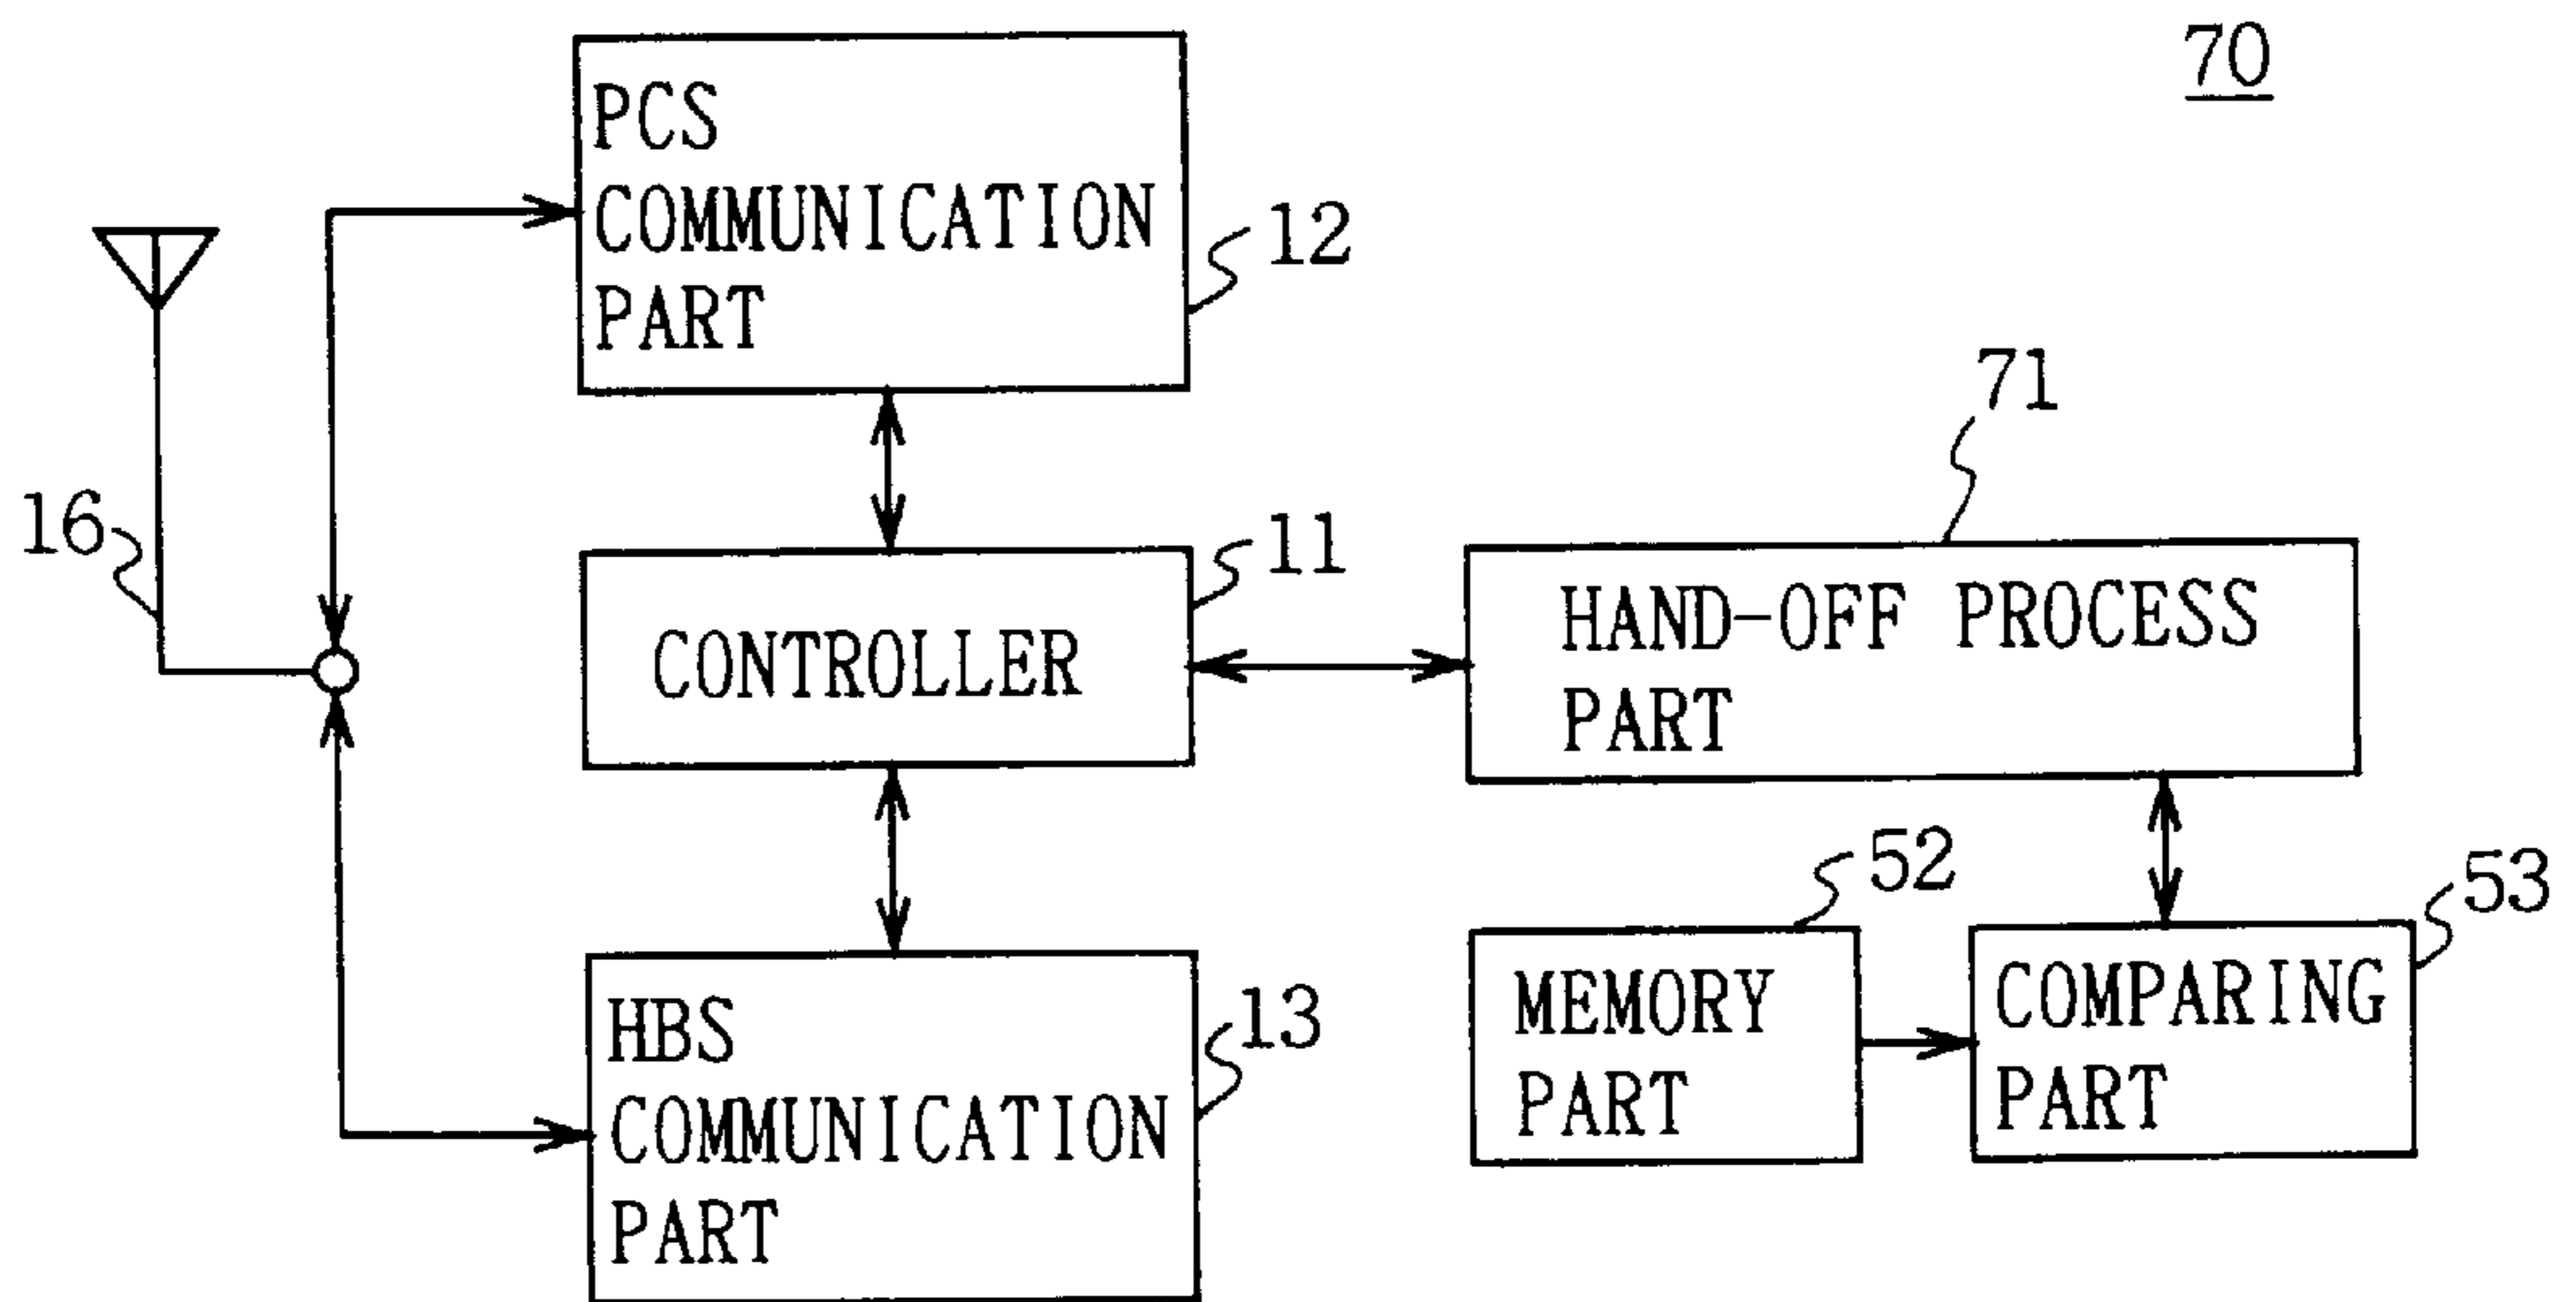 70
PCS
COMMUNICATION
PART
12
16
11
CONTROLLER
71
HAND-OFF PROCESS
PART
52
MEMORY
PART
53
COMPARING
PART
HBS
COMMUNICATION
PART
13